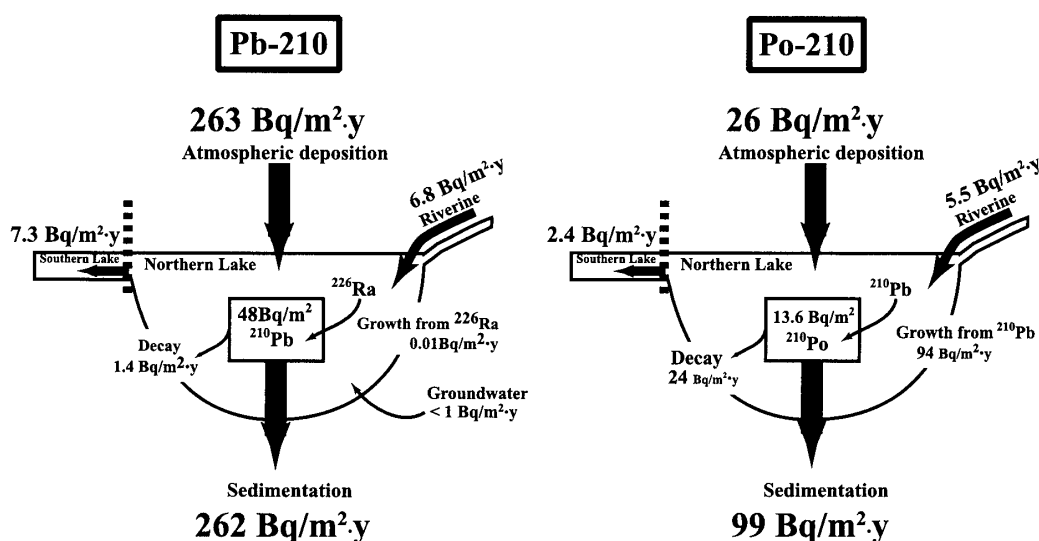 Pb-210
263 Bq/m²·y
Atmospheric deposition
6.8 Bq/m²·y
Riverine
7.3 Bq/m²·y
Southern Lake
Northern Lake
²²⁶Ra
48Bq/m²
²¹⁰Pb
Growth from ²²⁶Ra
0.01Bq/m²·y
Decay
1.4 Bq/m²·y
Groundwater
< 1 Bq/m²·y
Sedimentation
262 Bq/m²·y
Po-210
26 Bq/m²·y
Atmospheric deposition
5.5 Bq/m²·y
Riverine
2.4 Bq/m²·y
Southern Lake
Northern Lake
²¹⁰Pb
13.6 Bq/m²
²¹⁰Po
Growth from ²¹⁰Pb
94 Bq/m²·y
Decay
24 Bq/m²·y
Sedimentation
99 Bq/m²·y